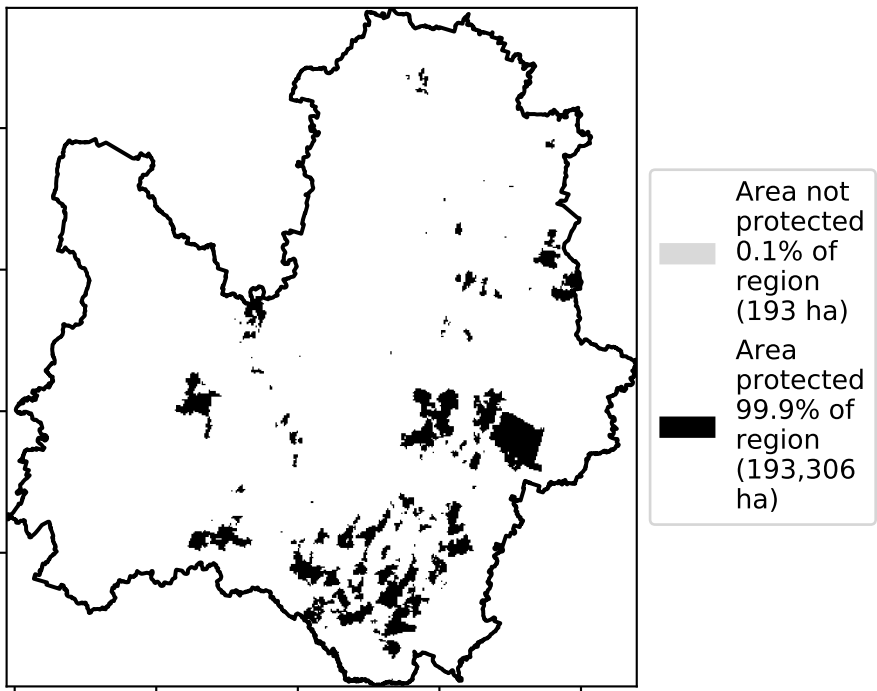 Area not
protected
0.1% of
region
(193 ha)
Area
protected
99.9% of
region
(193,306
ha)